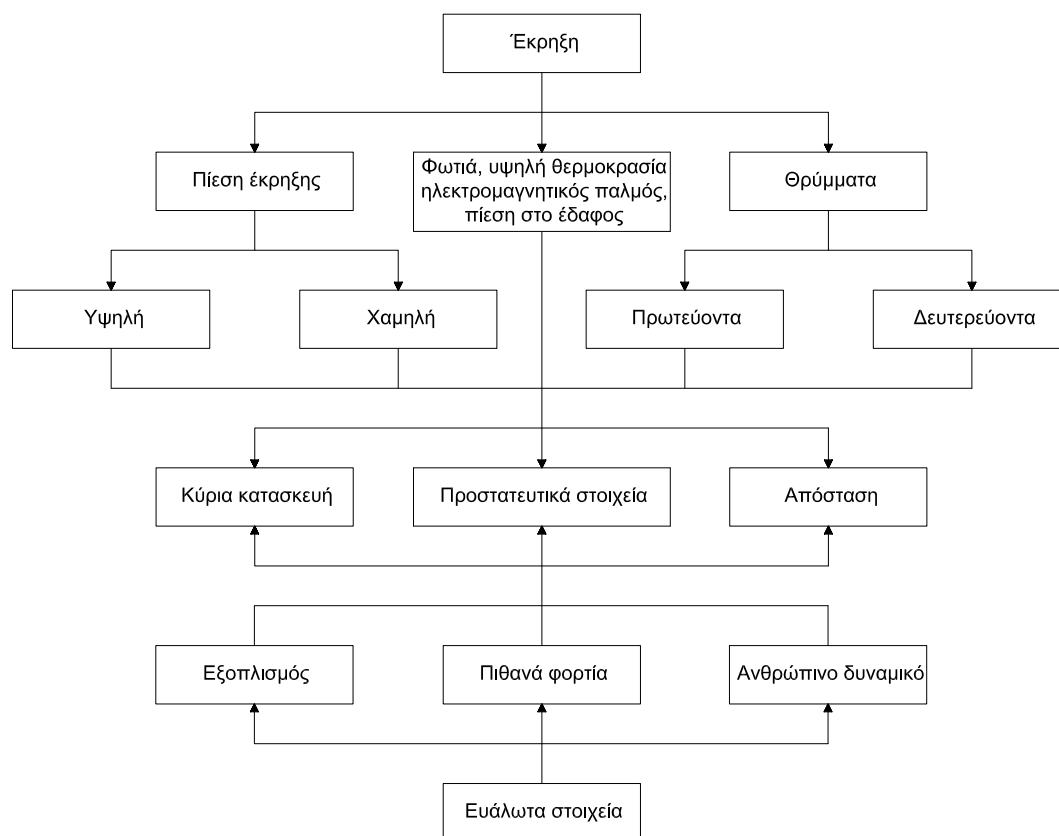 Έκρηξη
Πίεση έκρηξης
Φωτιά, υψηλή θερμοκρασία
ηλεκτρομαγνητικός παλμός,
πίεση στο έδαφος
Θρύμματα
Υψηλή
Χαμηλή
Πρωτεύοντα
Δευτερεύοντα
Κύρια κατασκευή
Προστατευτικά στοιχεία
Απόσταση
Εξοπλισμός
Πιθανά φορτία
Ανθρώπινο δυναμικό
Ευάλωτα στοιχεία